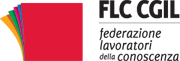 FLC CGIL
federazione
lavoratori
della conoscenza